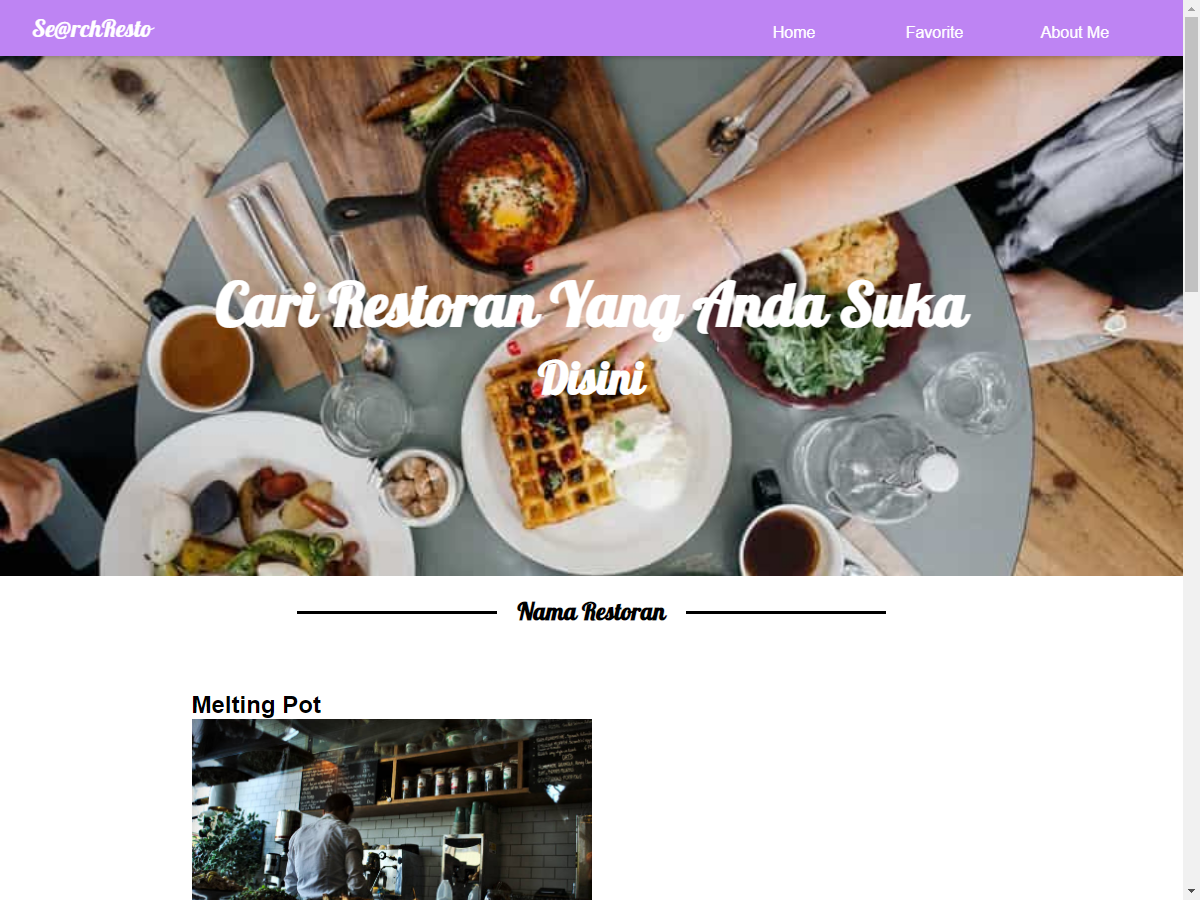 Se@rchResto
Home
Favorite
About Me
Cari Restoran Yang Anda Suka
Disini
Nama Restoran
Melting Pot